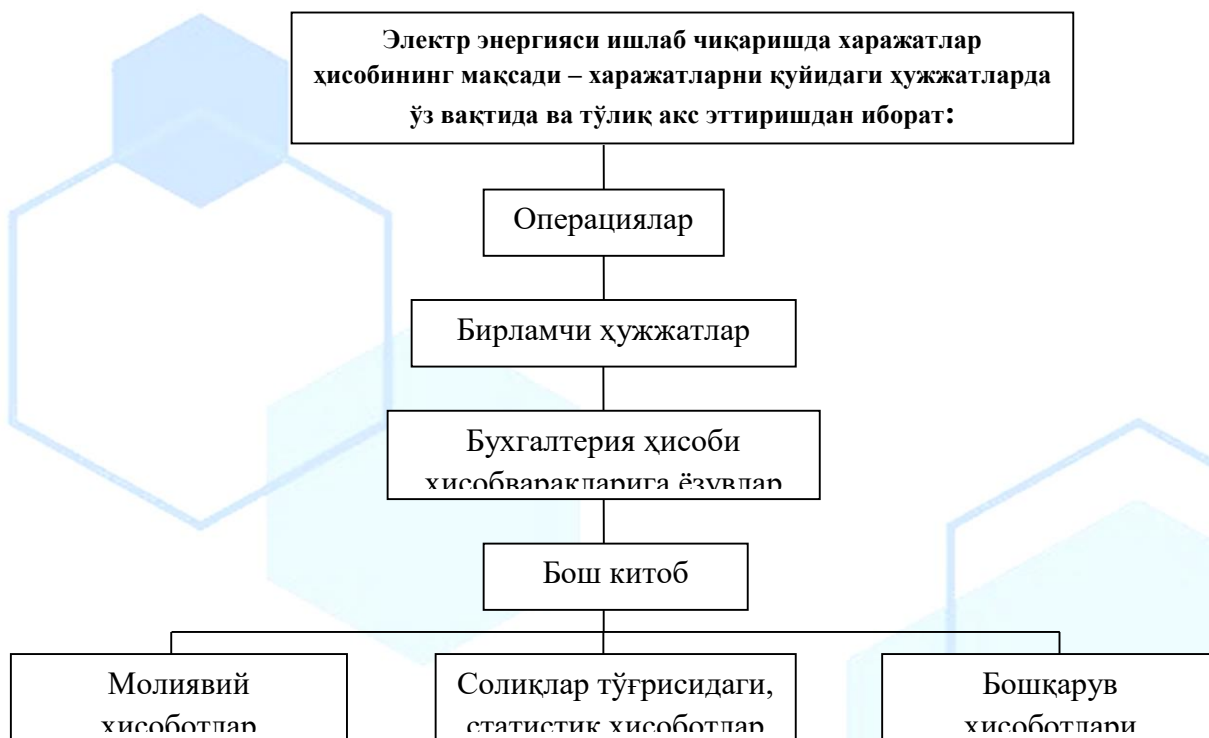 Электр энергияси ишлаб чиқаришда харажатлар
ҳисобининг мақсади – харажатларни қуйидаги ҳужжатларда
ўз вақтида ва тўлиқ акс эттиришдан иборат:
Операциялар
Бирламчи ҳужжатлар
Бухгалтерия ҳисоби
ҳисобварақларига ёзувлар
Бош китоб
Молиявий
ҳисоботлар
Солиқлар тўғрисидаги,
статистик ҳисоботлар
Бошқарув
ҳисоботлари